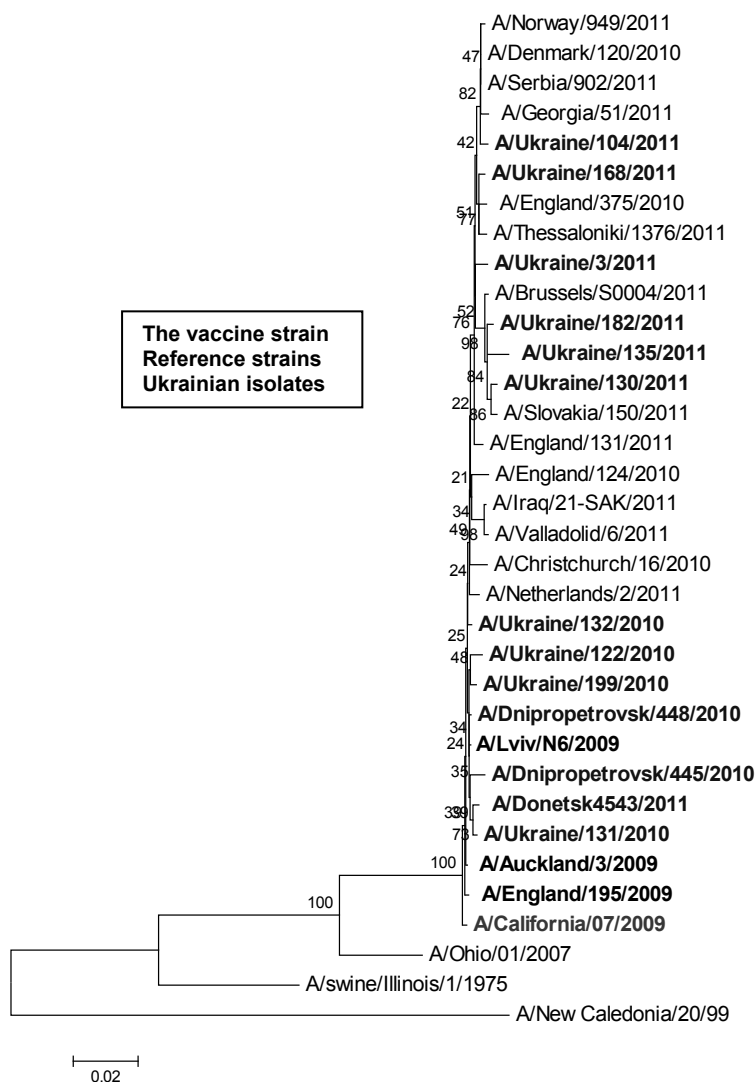 A/Norway/949/2011
47
A/Denmark/120/2010
A/Serbia/902/2011
82
A/Georgia/51/2011
42
A/Ukraine/104/2011
A/Ukraine/168/2011
A/England/375/2010
51
77
A/Thessaloniki/1376/2011
A/Ukraine/3/2011
A/Brussels/S0004/2011
52
76
A/Ukraine/182/2011
98
A/Ukraine/135/2011
84
A/Ukraine/130/2011
22
86
A/Slovakia/150/2011
A/England/131/2011
21
A/England/124/2010
34
A/Iraq/21-SAK/2011
49
98
A/Valladolid/6/2011
24
A/Christchurch/16/2010
A/Netherlands/2/2011
25
A/Ukraine/132/2010
48
A/Ukraine/122/2010
A/Ukraine/199/2010
34
A/Dnipropetrovsk/448/2010
24
A/Lviv/N6/2009
35
A/Dnipropetrovsk/445/2010
A/Donetsk4543/2011
73
A/Ukraine/131/2010
100
A/Auckland/3/2009
A/England/195/2009
100
A/California/07/2009
A/Ohio/01/2007
A/swine/Illinois/1/1975
A/New Caledonia/20/99
The vaccine strain
Reference strains
Ukrainian isolates
0.02